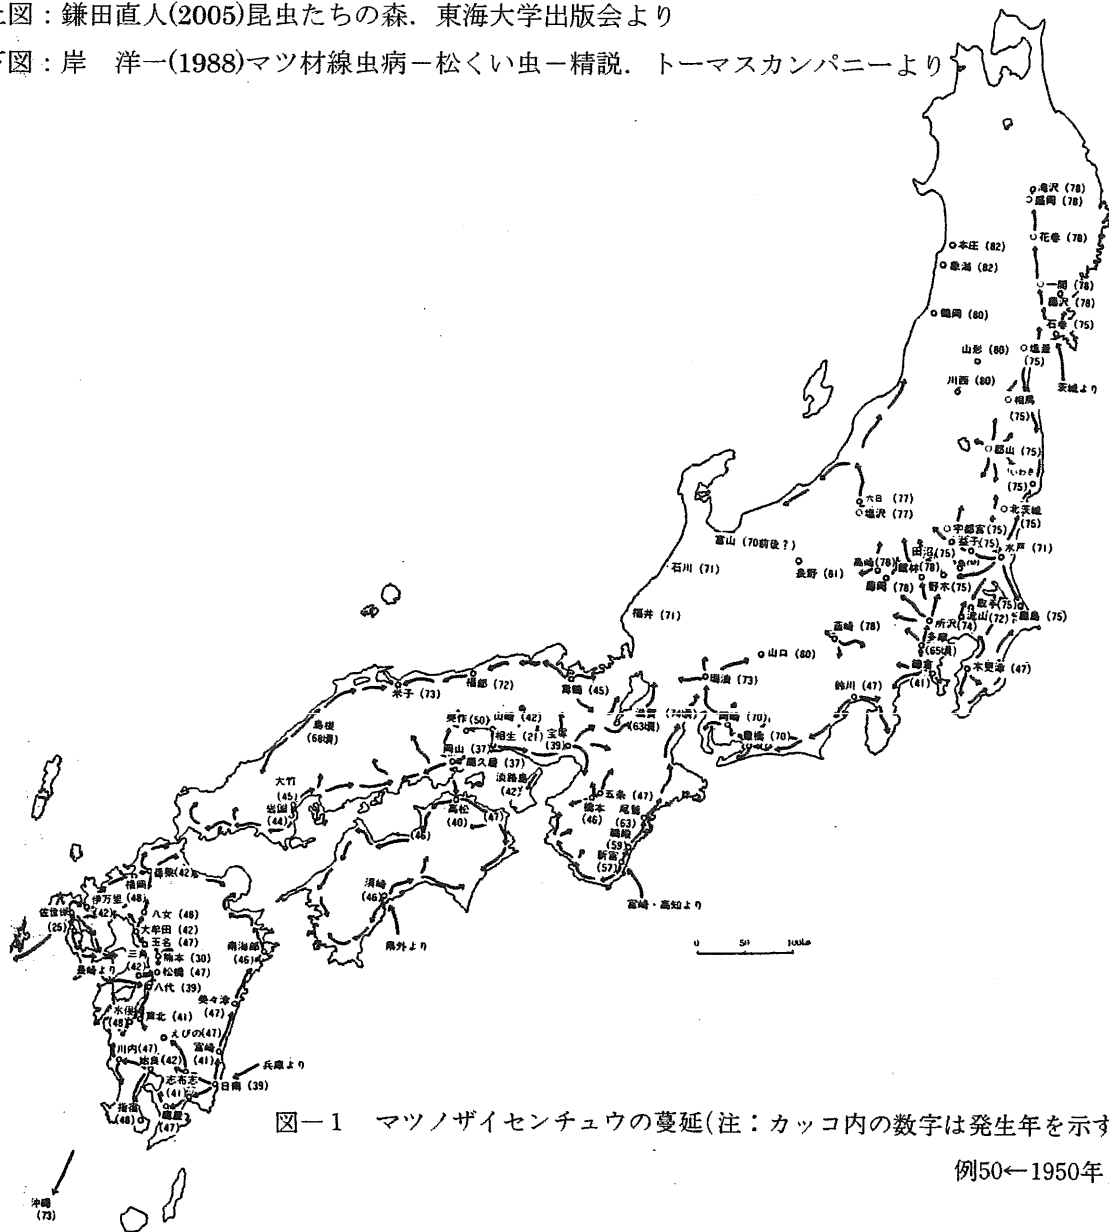 図：鎌田直人(2005)昆虫たちの森．東海大学出版会より
図：岸　洋一(1988)マツ材線虫病－松くい虫－精説．トーマスカンパニーより
滝沢 (78)
盛岡 (78)
花巻 (78)
本庄 (82)
象潟 (82)
一関 (78)
藤沢 (78)
鶴岡 (80)
石巻 (75)
山形 (80)
塩釜 (75)
川西 (80)
茨城より
相馬 (75)
郡山 (75)
いわき (75)
六日 (77)
塩沢 (77)
北茨城 (75)
宇都宮 (75)
益子 (75)
水戸 (71)
田沼 (75)
富山 (70前後？)
長野 (81)
高崎 (78)
館林 (78)
藤岡 (78)
野木 (75)
石川 (71)
取手 (75)
鹿島 (75)
流山 (72)
所沢 (74)
福井 (71)
韮崎 (78)
多摩 (65頃)
山口 (80)
鎌倉 (41)
木更津 (47)
瑞浪 (73)
鈴川 (47)
米子 (73)
福部 (72)
舞鶴 (45)
滋賀
(63頃)
岡崎 (70)
豊橋 (70)
島根 (68頃)
美作 (50)
山崎 (42)
相生 (21)
宝塚 (39)
岡山 (37)
邑久居 (37)
淡路島 (42)
大竹 (45)
岩国 (44)
高松 (40)
(47)
(46)
五条 (47)
橋本 (46)
尾鷲 (63)
鵜殿 (59)
新宮 (57)
宮崎・高知より
須崎 (46)
県外より
0　50　100km
(42)
福岡 (48)
伊万里 (42)
佐世保 (25)
八女 (48)
大牟田 (42)
玉名 (47)
熊本 (30)
三角 (42)
松橋 (47)
長崎より
八代 (39)
南海部 (46)
美々津 (47)
水俣 (48)
芦北 (41)
えびの (47)
宮崎 (41)
川内 (47)
姶良 (42)
兵庫より
志布志 (41)
日南 (39)
指宿 (48)
鹿屋 (47)
沖縄 (73)
図－1　マツノザイセンチュウの蔓延(注：カッコ内の数字は発生年を示す
例50←1950年